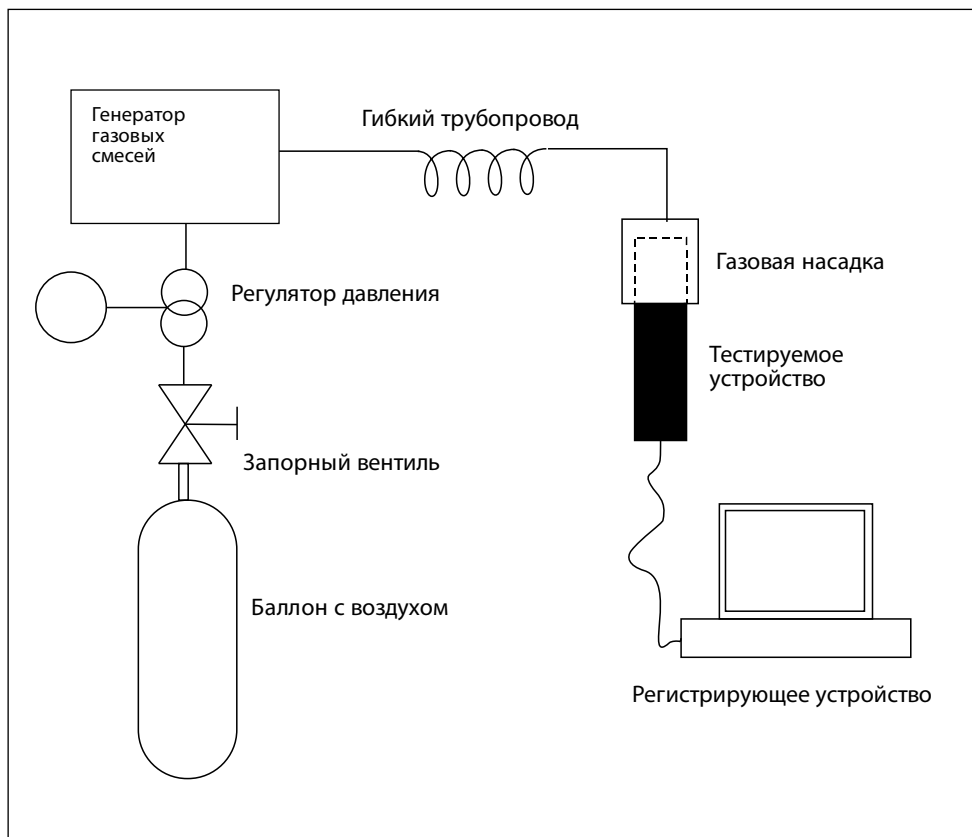 Генератор
газовых
смесей
Гибкий трубопровод
Газовая насадка
Регулятор давления
Тестируемое
устройство
Запорный вентиль
Баллон с воздухом
Регистрирующее устройство